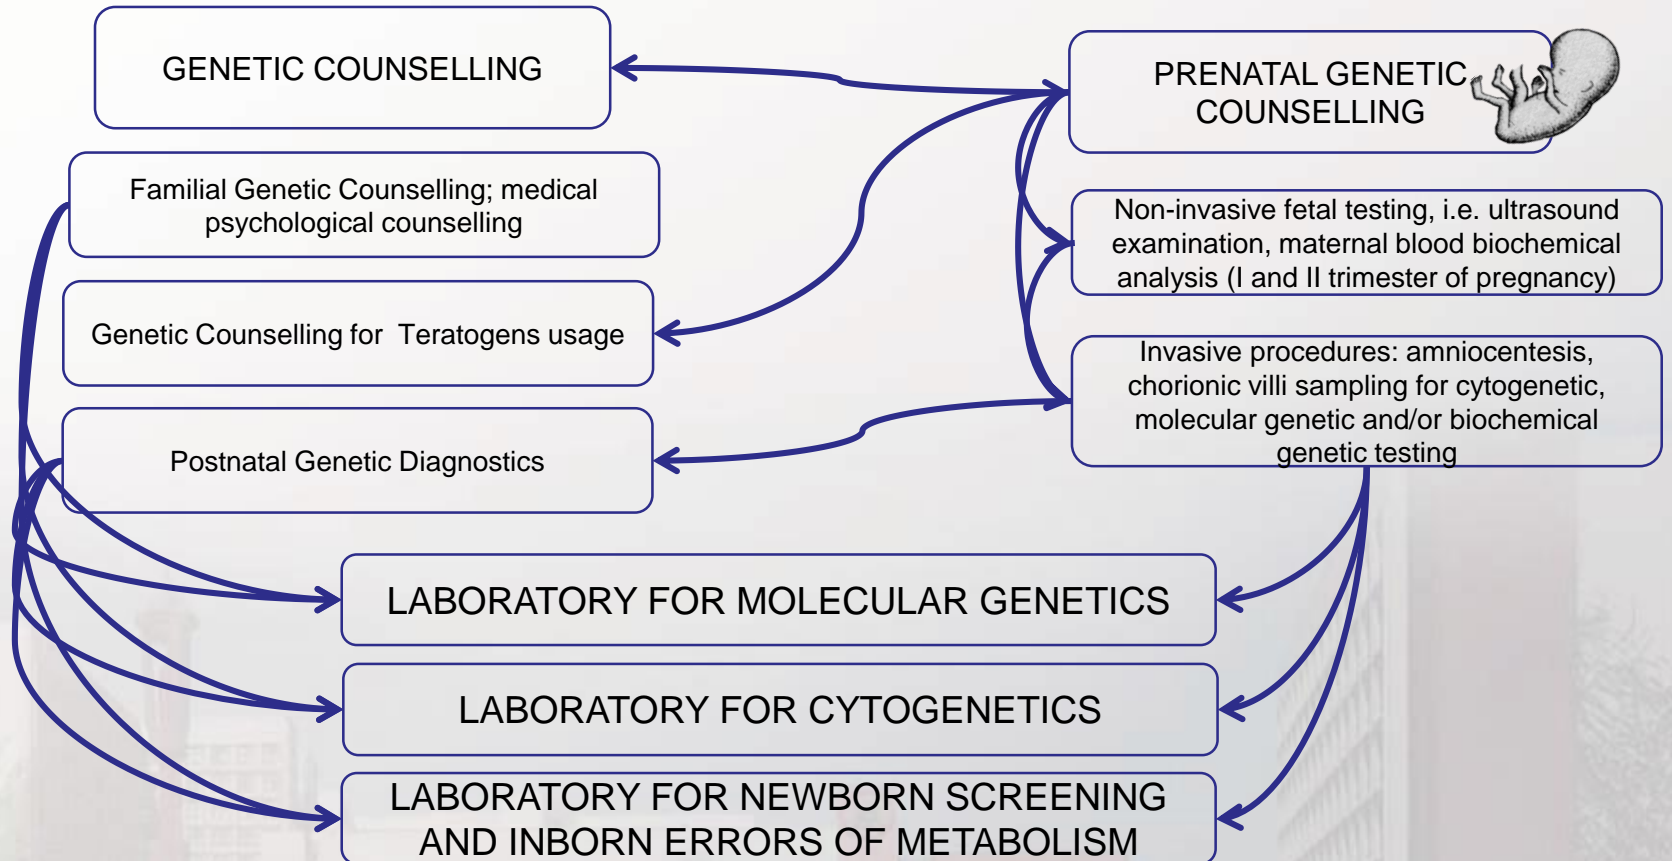 GENETIC COUNSELLING
PRENATAL GENETIC
COUNSELLING
Familial Genetic Counselling; medical
psychological counselling
Non-invasive fetal testing, i.e. ultrasound
examination, maternal blood biochemical
analysis (I and II trimester of pregnancy)
Genetic Counselling for Teratogens usage
Invasive procedures: amniocentesis,
chorionic villi sampling for cytogenetic,
molecular genetic and/or biochemical
genetic testing
Postnatal Genetic Diagnostics
LABORATORY FOR MOLECULAR GENETICS
LABORATORY FOR CYTOGENETICS
LABORATORY FOR NEWBORN SCREENING
AND INBORN ERRORS OF METABOLISM